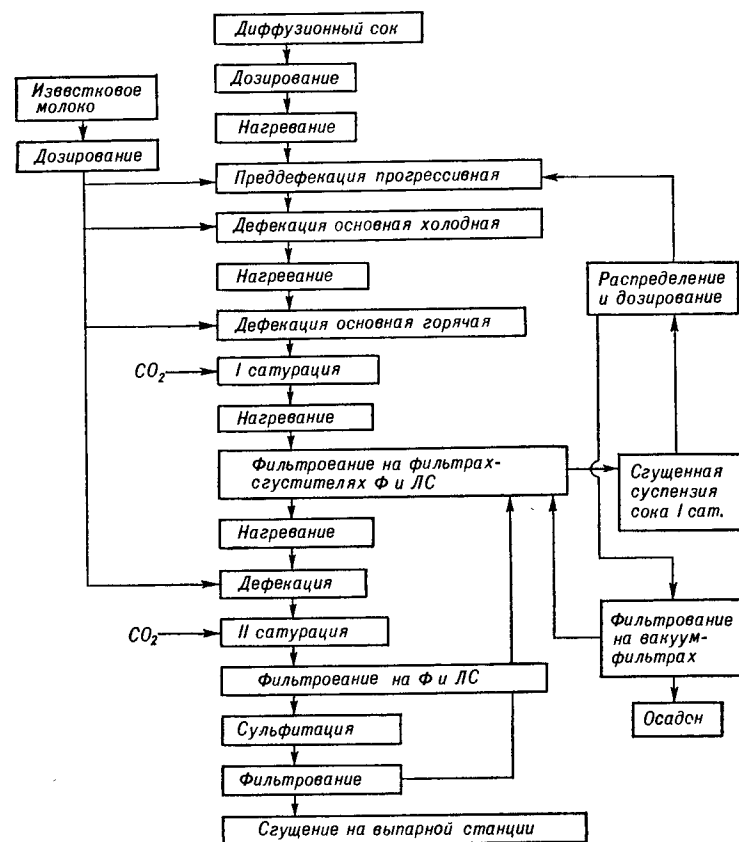 Диффузионный сок
Дозирование
Известковое
молоко
Нагревание
Дозирование
Преддефекация прогрессивная
Дефекация основная холодная
Нагревание
Распределение
и дозирование
Дефекация основная горячая
CO₂
I сатурация
Нагревание
Фильтрование на фильтрах-
сгустителях Ф и ЛС
Сгущенная
суспензия
сока I сат.
Нагревание
Дефекация
CO₂
II сатурация
Фильтрование
на вакуум-
фильтрах
Фильтрование на Ф и ЛС
Осадок
Сульфитация
Фильтрование
Сгущение на выпарной станции